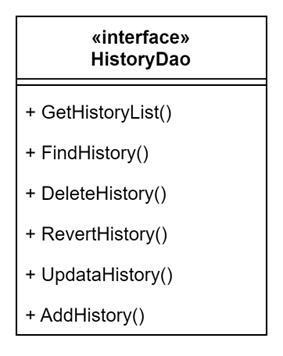 «interface»
HistoryDao
+ GetHistoryList()
+ FindHistory()
+ DeleteHistory()
+ RevertHistory()
+ UpdataHistory()
+ AddHistory()